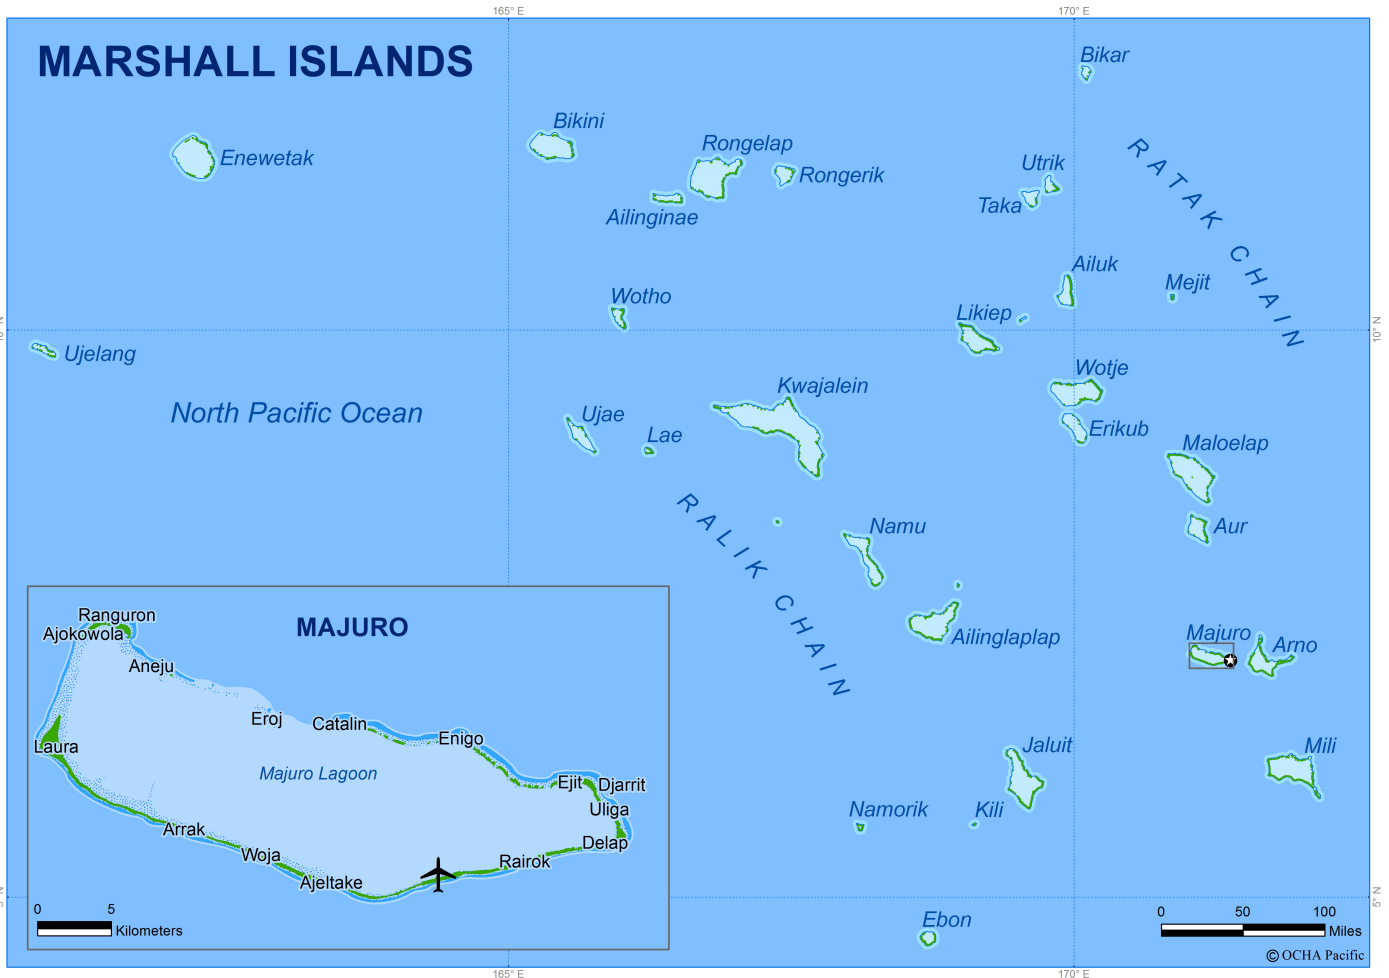 165° E
170° E
MARSHALL ISLANDS
Bikar
Bikini
Enewetak
Rongelap
Rongerik
Ailinginae
Utrik
Taka
RATAK CHAIN
Ailuk
Mejit
Wotho
Likiep
10° N
Ujelang
Wotje
Kwajalein
North Pacific Ocean
Ujae
Lae
Erikub
Maloelap
RALIK CHAIN
Namu
Aur
Ailinglaplap
Majuro
Arno
Jaluit
Mili
Namorik
Kili
Ebon
MAJURO
Ranguron
Ajokowola
Aneju
Eroj
Catalin
Enigo
Laura
Majuro Lagoon
Ejit
Djarrit
Uliga
Arrak
Delap
Woja
Rairok
Ajeltake
0 5
Kilometers
5° N
0 50 100
Miles
© OCHA Pacific
165° E
170° E